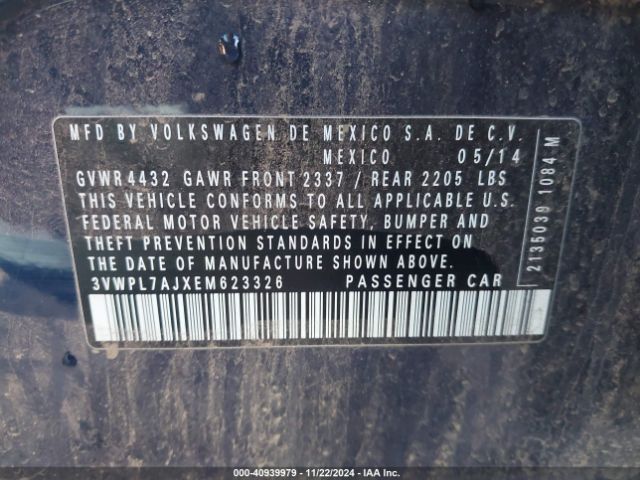 MFD BY VOLKSWAGEN DE MEXICO S.A. DE C.V.
MEXICO 05/14
GVWR 4432 GAWR FRONT 2337 / REAR 2205 LBS
THIS VEHICLE CONFORMS TO ALL APPLICABLE U.S.
FEDERAL MOTOR VEHICLE SAFETY, BUMPER AND
THEFT PREVENTION STANDARDS IN EFFECT ON
THE DATE OF MANUFACTURE SHOWN ABOVE.
3VWPL7AJXEM623326 PASSENGER CAR
2135039 1084 M
000-40939979 - 11/22/2024 - IAA Inc.